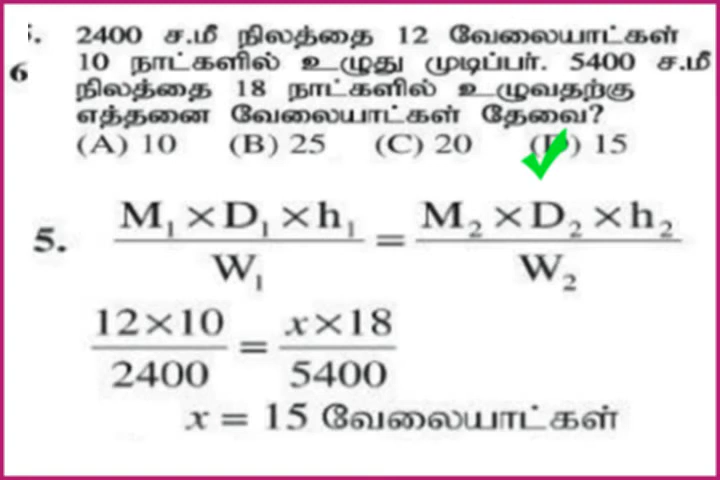 6
2400 ச.மீ நிலத்தை 12 வேலையாட்கள்
10 நாட்களில் உழுது முடிப்பர். 5400 ச.மீ
நிலத்தை 18 நாட்களில் உழுவதற்கு
எத்தனை வேலையாட்கள் தேவை?
(A) 10 (B) 25 (C) 20 (D) 15
5. M₁ × D₁ × h₁ / W₁ = M₂ × D₂ × h₂ / W₂
12×10 / 2400 = x×18 / 5400
x = 15 வேலையாட்கள்